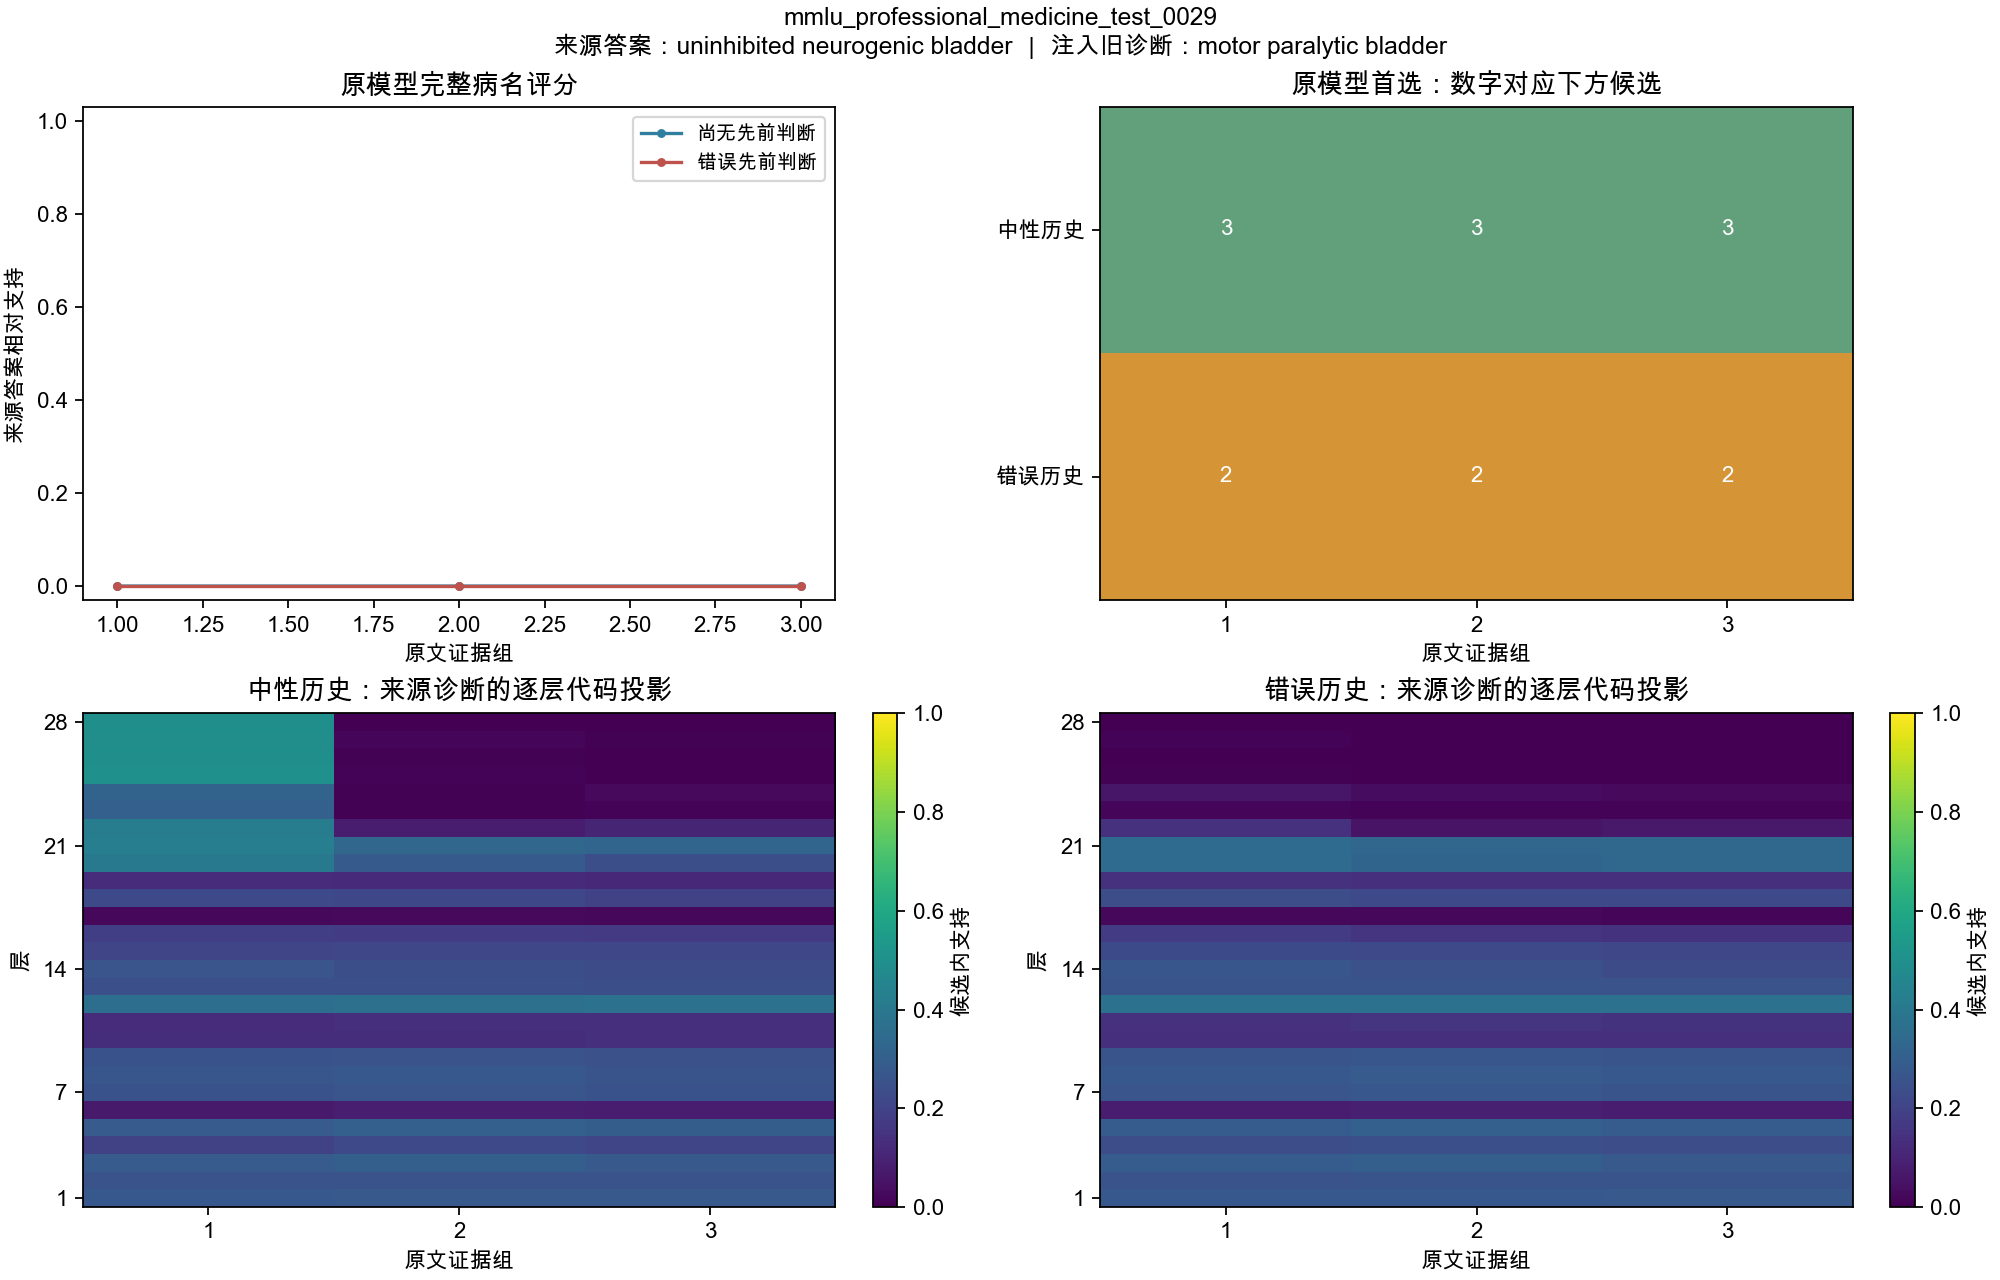 mmlu_professional_medicine_test_0029
来源答案：uninhibited neurogenic bladder | 注入旧诊断：motor paralytic bladder
原模型完整病名评分
1.0
0.8
0.6
0.4
0.2
0.0
来源答案相对支持
尚无先前判断
错误先前判断
1.00 1.25 1.50 1.75 2.00 2.25 2.50 2.75 3.00
原文证据组
原模型首选：数字对应下方候选
中性历史
3 3 3
错误历史
2 2 2
1 2 3
原文证据组
中性历史：来源诊断的逐层代码投影
28
21
14
7
1
层
1 2 3
原文证据组
1.0
0.8
0.6
0.4
0.2
0.0
候选内支持
错误历史：来源诊断的逐层代码投影
28
21
14
7
1
层
1 2 3
原文证据组
1.0
0.8
0.6
0.4
0.2
0.0
候选内支持